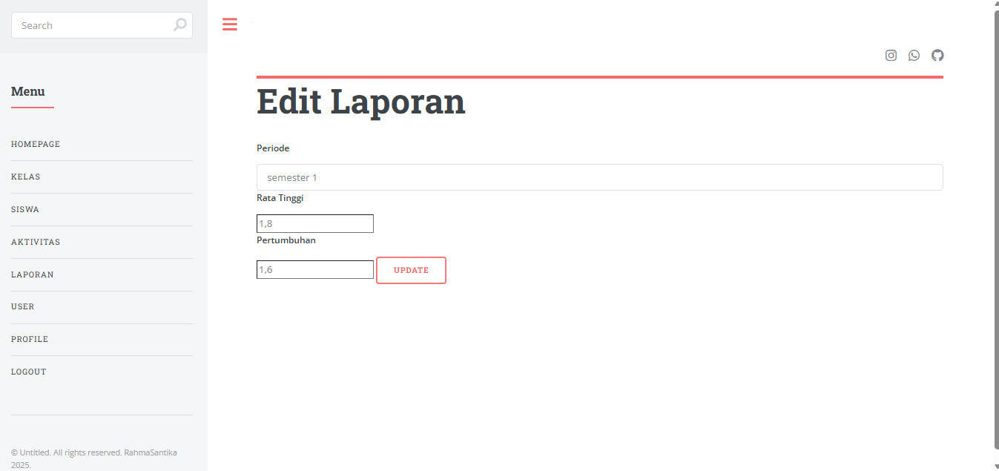 Search
Menu
HOMEPAGE
KELAS
SISWA
AKTIVITAS
LAPORAN
USER
PROFILE
LOGOUT
© Untitled. All rights reserved. RahmaSantika
2025.
Edit Laporan
Periode
semester 1
Rata Tinggi
1,8
Pertumbuhan
1,6
UPDATE